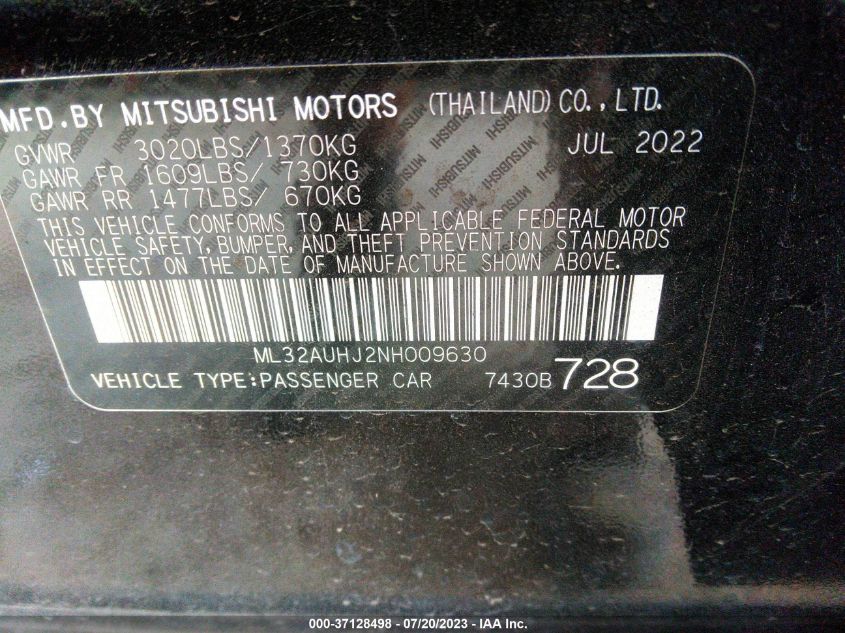 MFD.BY MITSUBISHI MOTORS (THAILAND) CO.,LTD.
GVWR 3020LBS/1370KG JUL 2022
GAWR FR 1609LBS/ 730KG
GAWR RR 1477LBS/ 670KG
THIS VEHICLE CONFORMS TO ALL APPLICABLE FEDERAL MOTOR
VEHICLE SAFETY, BUMPER, AND THEFT PREVENTION STANDARDS
IN EFFECT ON THE DATE OF MANUFACTURE SHOWN ABOVE.
ML32AUHJ2NH009630
VEHICLE TYPE:PASSENGER CAR 7430B 728
000-37128498 - 07/20/2023 - IAA Inc.